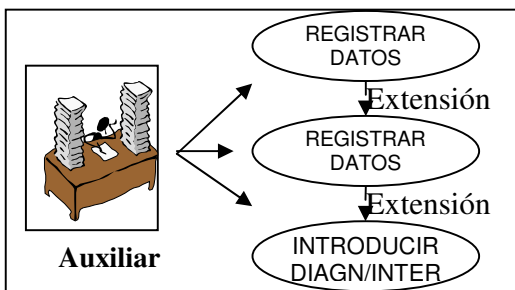 REGISTRAR
DATOS
Extensión
REGISTRAR
DATOS
Extensión
Auxiliar
INTRODUCIR
DIAGN/INTER